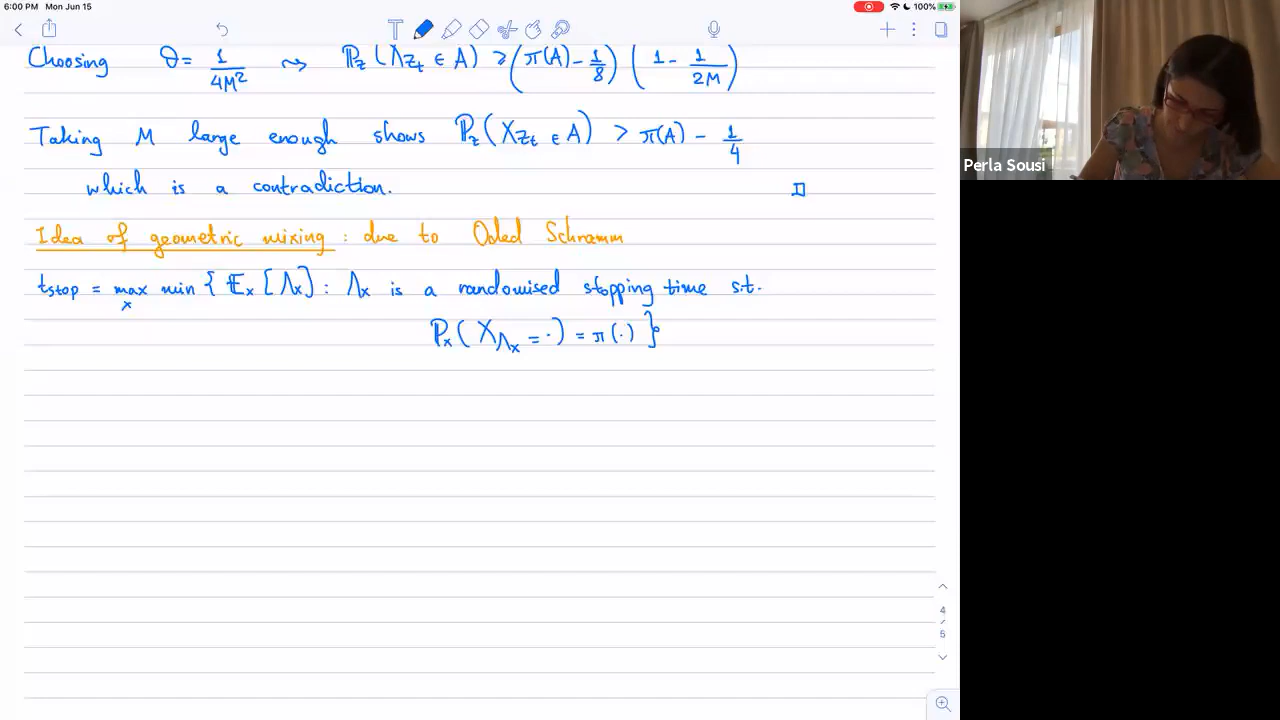 6:00 PM Mon Jun 15
100%
Choosing θ = 1/4M² ⇝ ℙ_z(X_{Z_t} ∈ A) ≥ (π(A) - 1/8) (1 - 1/2M)
Taking M large enough shows ℙ_z(X_{Z_t} ∈ A) > π(A) - 1/4
which is a contradiction. □
Idea of geometric mixing : due to Oded Schramm
t_stop = max_x min { 𝔼_x[Λ_x] : Λ_x is a randomised stopping time s.t.
ℙ_x( X_{Λ_x} = · ) = π(·) }
Perla Sousi
4
/
5